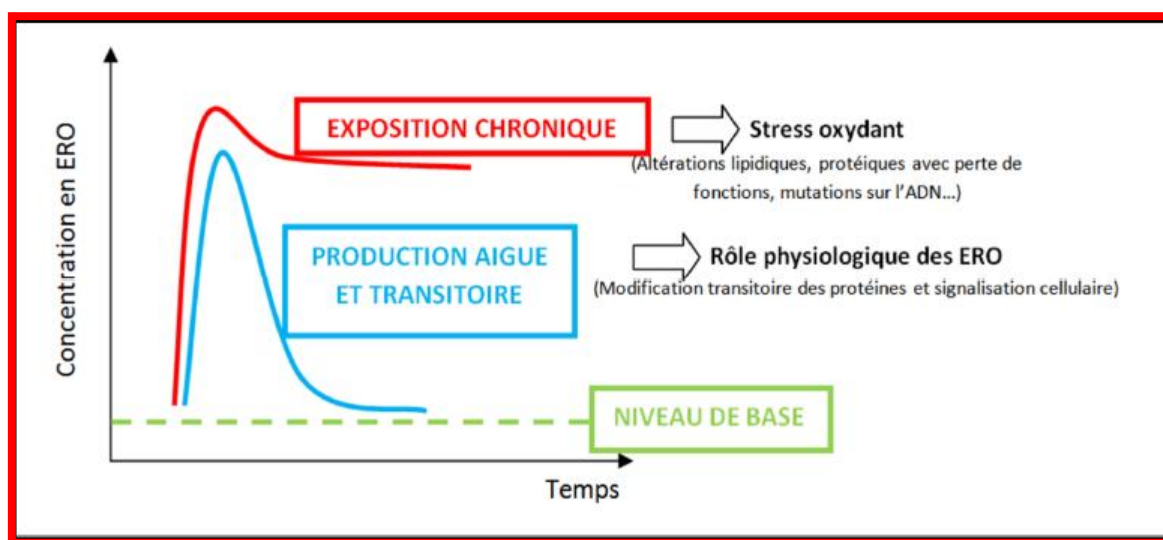 Concentration en ERO
EXPOSITION CHRONIQUE
Stress oxydant
(Altérations lipidiques, protéiques avec perte de
fonctions, mutations sur l'ADN...)
PRODUCTION AIGUE
ET TRANSITOIRE
Rôle physiologique des ERO
(Modification transitoire des protéines et signalisation cellulaire)
NIVEAU DE BASE
Temps